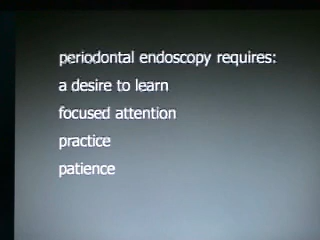 periodontal endoscopy requires:
a desire to learn
focused attention
practice
patience